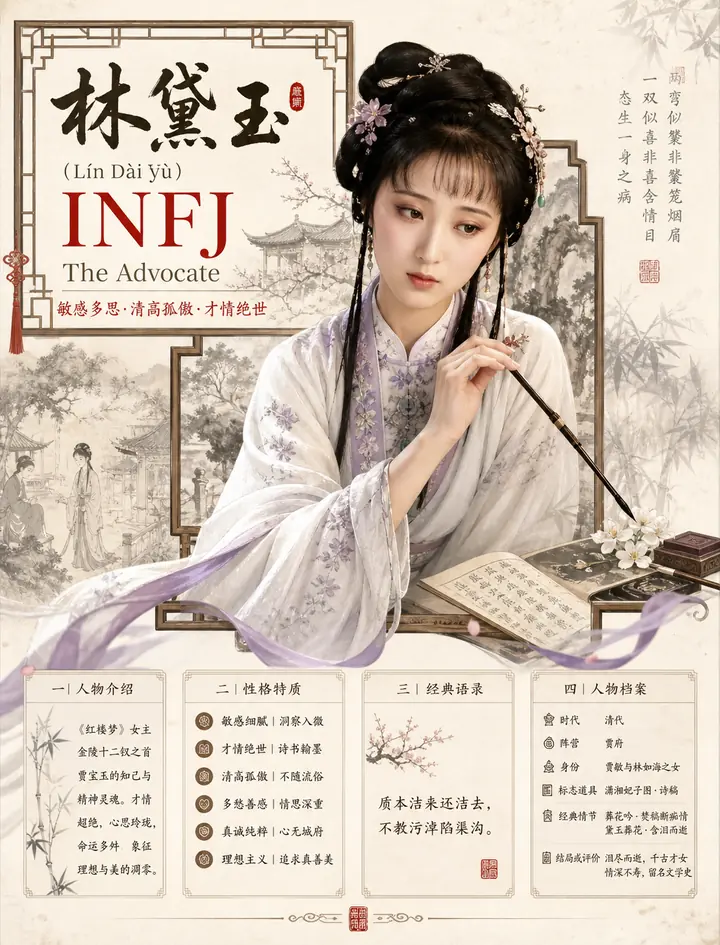 林黛玉
(Lín Dài yù)
INFJ
The Advocate
敏感多思·清高孤傲·才情绝世
两弯似蹙非蹙笼烟眉
一双似喜非喜含情目
态生一身之病
一|人物介绍
《红楼梦》女主
金陵十二钗之首
贾宝玉的知己与
精神灵魂。才情
超绝，心思玲珑，
命运多舛 象征
理想与美的凋零。
二|性格特质
敏感细腻|洞察入微
才情绝世|诗书翰墨
清高孤傲|不随流俗
多愁善感|情思深重
真诚纯粹|心无城府
理想主义|追求真善美
三|经典语录
质本洁来还洁去，
不教污淖陷渠沟。
四|人物档案
时代 清代
阵营 贾府
身份 贾敏与林如海之女
标志道具 潇湘妃子图·诗稿
经典情节 葬花吟·焚稿断痴情
黛玉葬花·含泪而逝
结局或评价 泪尽而逝，千古才女
情深不寿，留名文学史